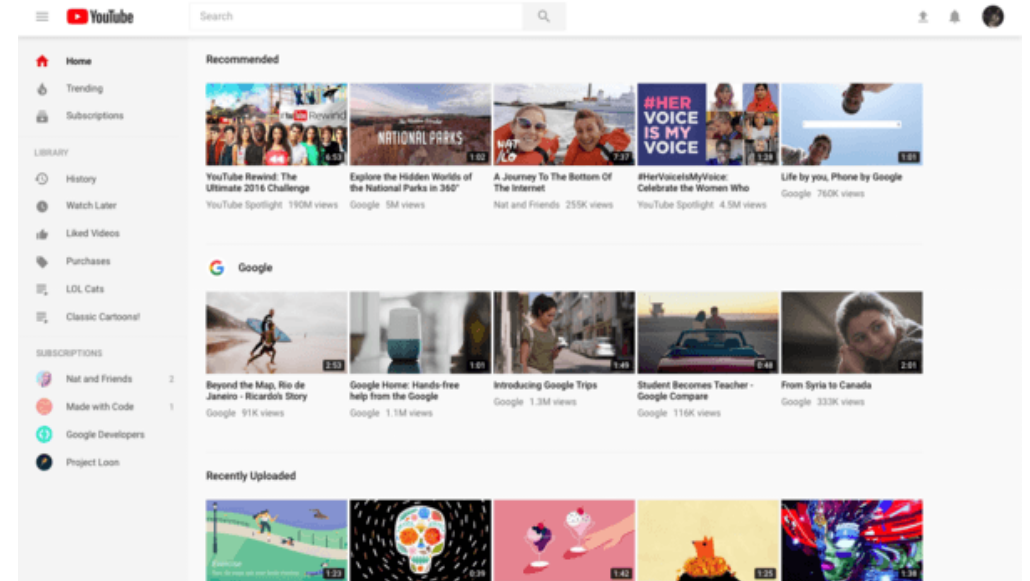 YouTube
Search
Home
Trending
Subscriptions
LIBRARY
History
Watch Later
Liked Videos
Purchases
LOL Cats
Classic Cartoons!
SUBSCRIPTIONS
Nat and Friends 2
Made with Code 1
Google Developers
Project Loon
Recommended
YouTube Rewind
6:53
NATIONAL PARKS
1:02
NAT
/LO
7:37
#HER
VOICE
IS MY
VOICE
1:28
1:01
YouTube Rewind: The
Ultimate 2016 Challenge
YouTube Spotlight 190M views
Explore the Hidden Worlds of
the National Parks in 360°
Google 5M views
A Journey To The Bottom Of
The Internet
Nat and Friends 255K views
#HerVoiceIsMyVoice:
Celebrate the Women Who
YouTube Spotlight 4.5M views
Life by you, Phone by Google
Google 760K views
Google
2:53
1:01
1:49
0:48
2:01
Beyond the Map, Rio de
Janeiro - Ricardo's Story
Google 91K views
Google Home: Hands-free
help from the Google
Google 1.1M views
Introducing Google Trips
Google 1.3M views
Student Becomes Teacher -
Google Compare
Google 116K views
From Syria to Canada
Google 333K views
Recently Uploaded
Exercise
1:23
0:39
1:42
1:25
1:38